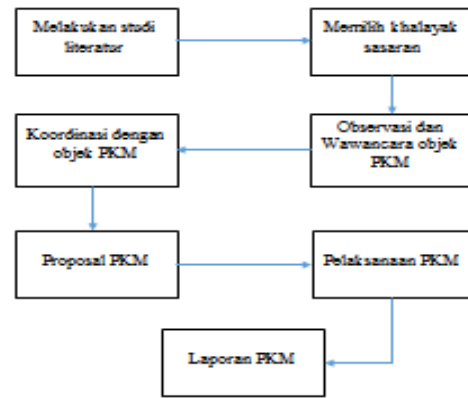 Melakukan studi
literatur
Memilih khalayak
sasaran
Observasi dan
Wawancara objek
PKM
Koordinasi dengan
objek PKM
Proposal PKM
Pelaksanaan PKM
Laporan PKM